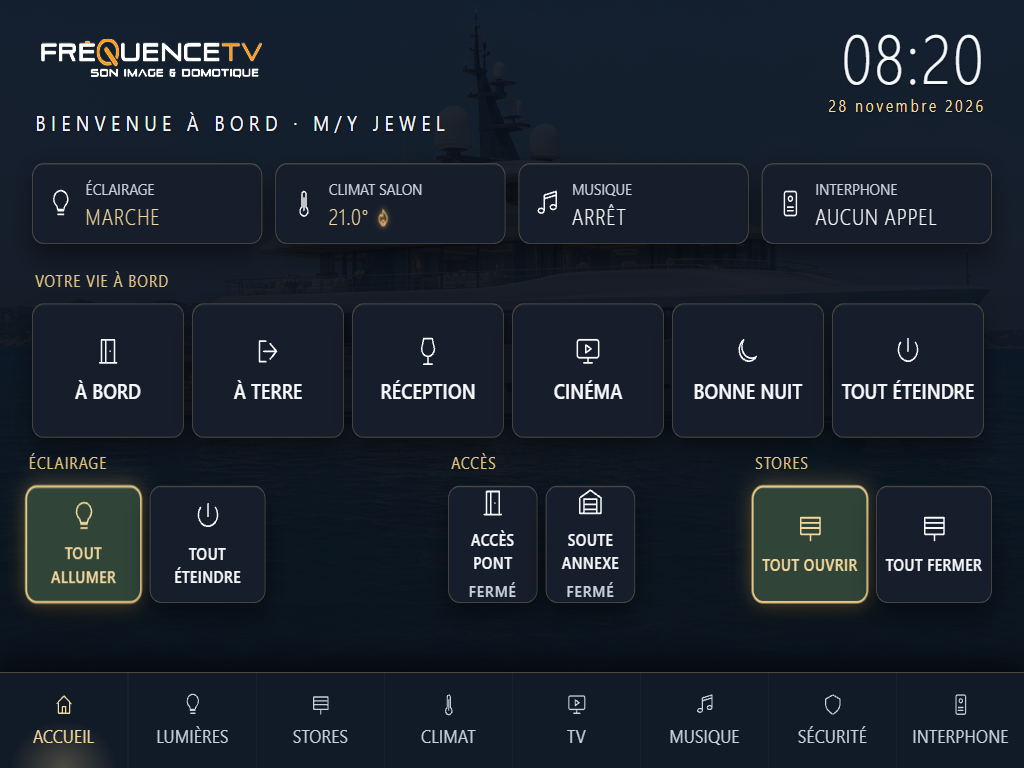 FRÉQUENCETV
SON IMAGE & DOMOTIQUE
08:20
28 novembre 2026
BIENVENUE À BORD · M/Y JEWEL
ÉCLAIRAGE
MARCHE
CLIMAT SALON
21.0°
MUSIQUE
ARRÊT
INTERPHONE
AUCUN APPEL
VOTRE VIE À BORD
À BORD
À TERRE
RÉCEPTION
CINÉMA
BONNE NUIT
TOUT ÉTEINDRE
ÉCLAIRAGE
TOUT
ALLUMER
TOUT
ÉTEINDRE
ACCÈS
ACCÈS
PONT
FERMÉ
SOUTE
ANNEXE
FERMÉ
STORES
TOUT OUVRIR
TOUT FERMER
ACCUEIL
LUMIÈRES
STORES
CLIMAT
TV
MUSIQUE
SÉCURITÉ
INTERPHONE